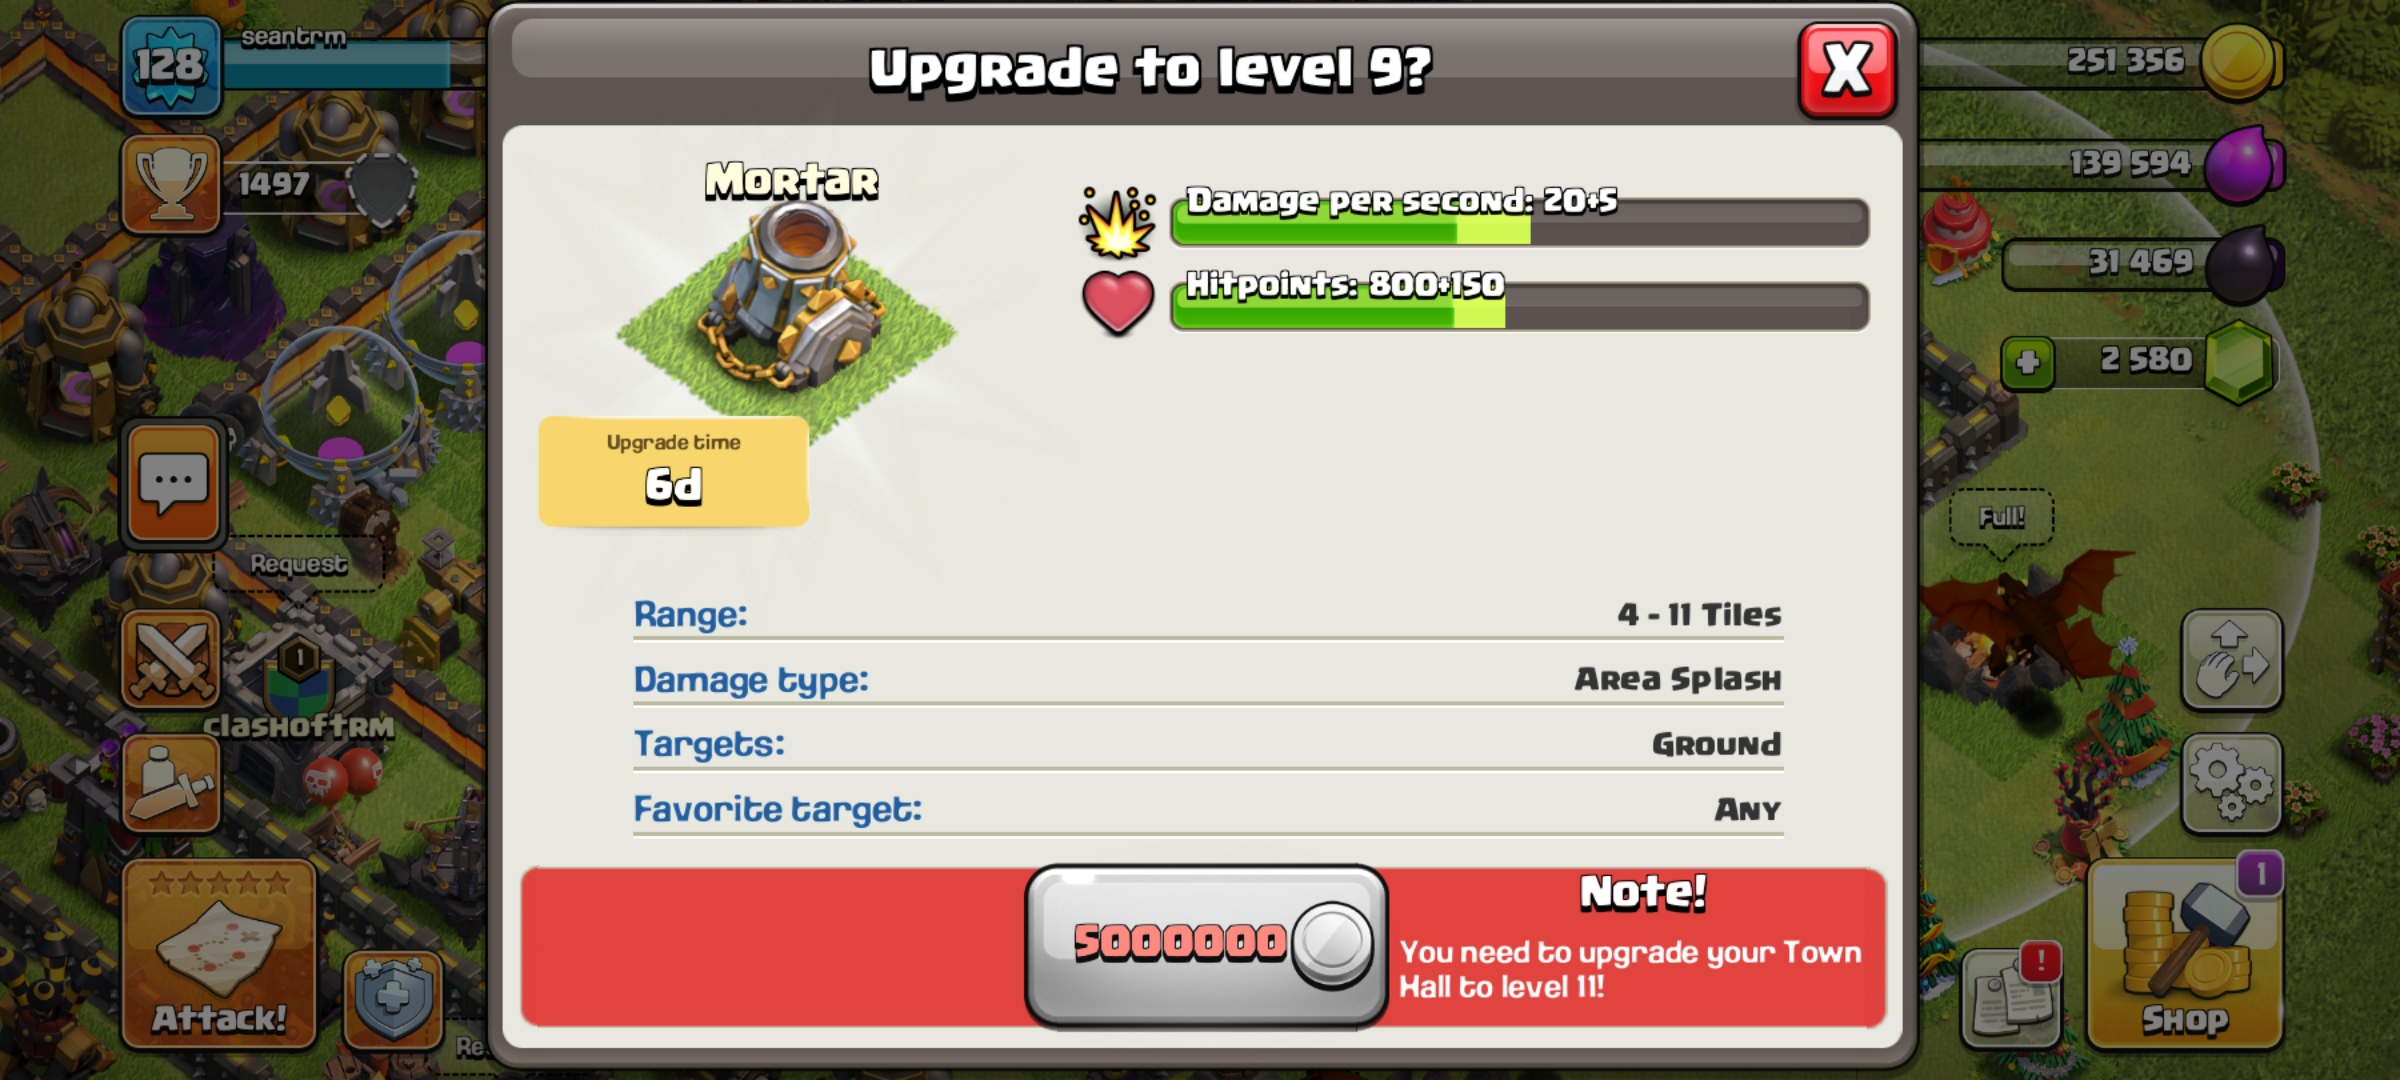 128
seantrm
1497
Request
1
clashoftRM
Attack!
Upgrade to level 9?
X
Mortar
Damage per second: 20+5
Hitpoints: 800+150
Upgrade time
6d
Range: 4 - 11 Tiles
Damage type: Area Splash
Targets: Ground
Favorite target: Any
5000000
Note!
You need to upgrade your Town
Hall to level 11!
251 356
139 594
31 469
2 580
Full!
!
1
Shop